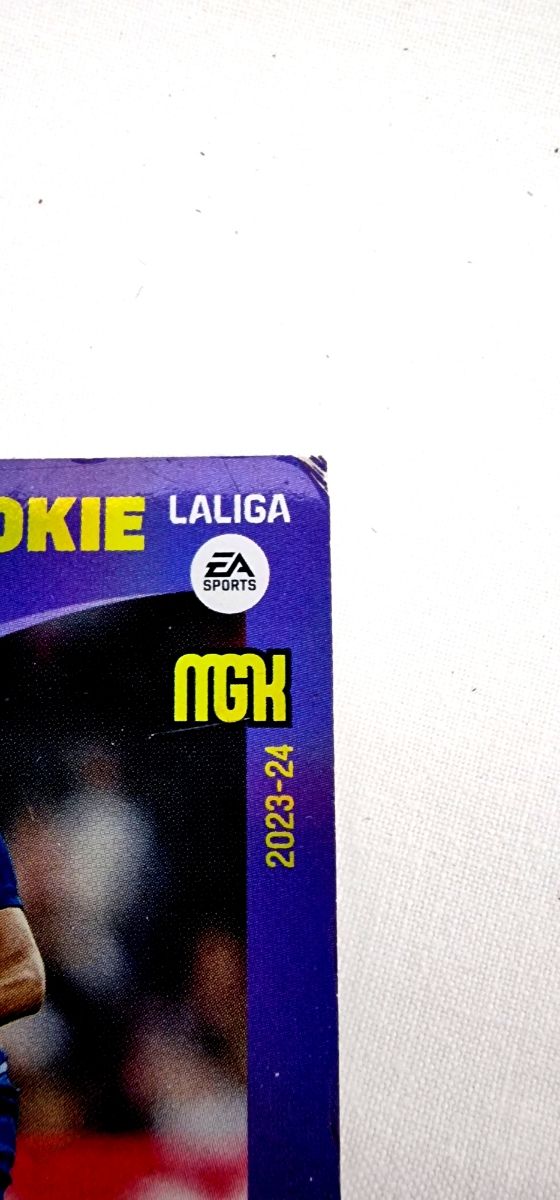 OKIE
LALIGA
EA
SPORTS
MGK
2023-24